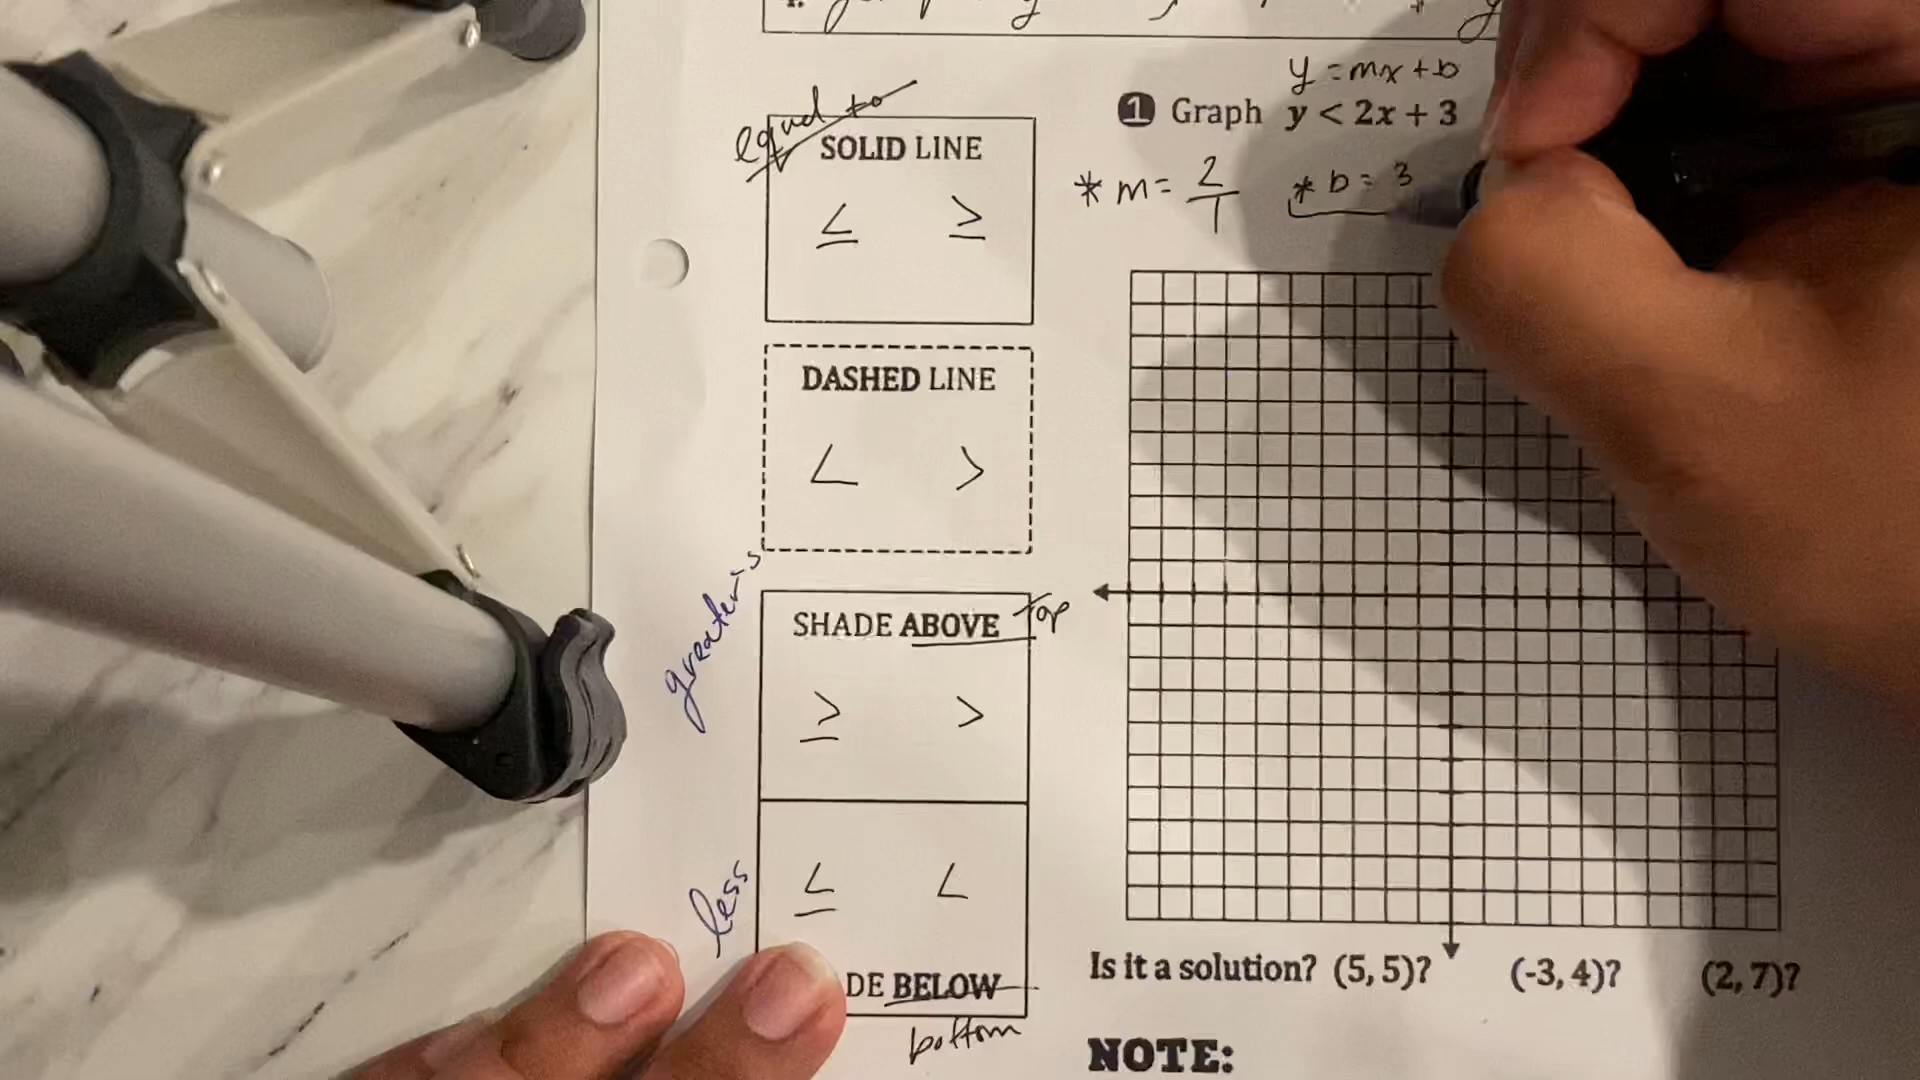 y = mx + b
1 Graph y < 2x + 3
* m = 2/1 * b = 3
equal to
SOLID LINE
≤ ≥
DASHED LINE
< >
greater's
SHADE ABOVE top
≥ >
less
≤ <
DE BELOW
bottom
Is it a solution? (5, 5)? (-3, 4)? (2, 7)?
NOTE: